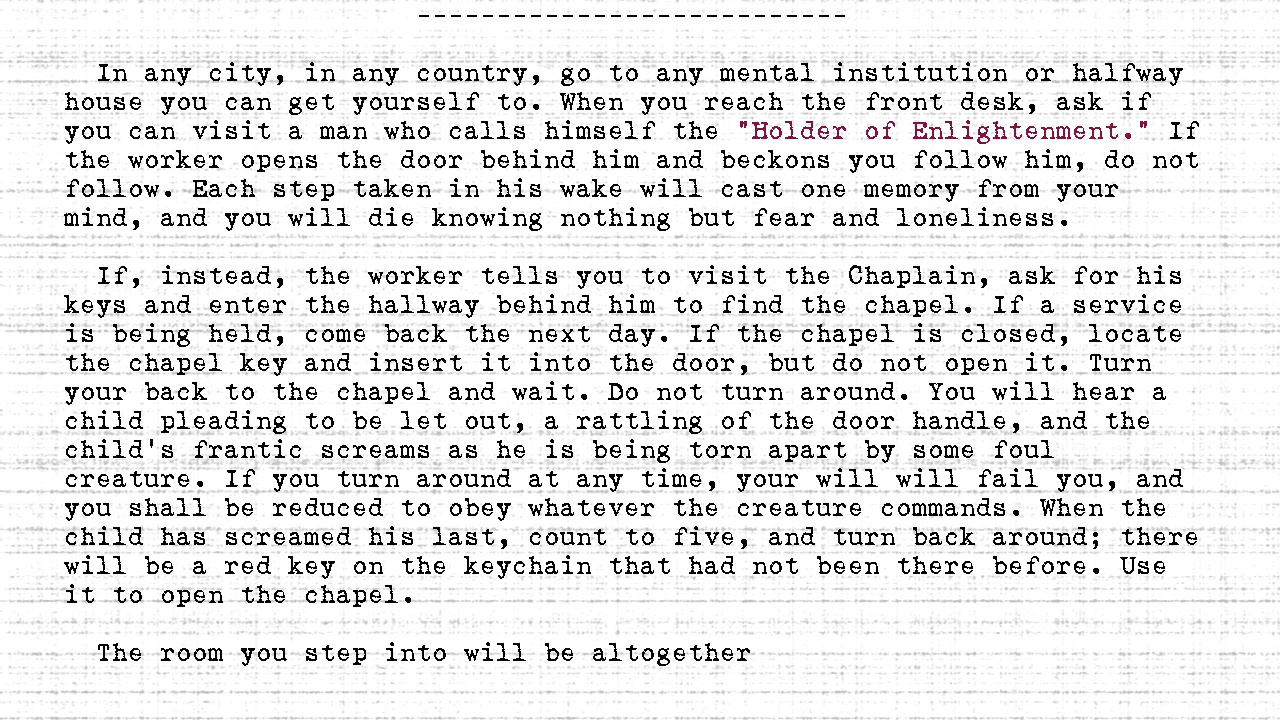 ---------------------------
In any city, in any country, go to any mental institution or halfway
house you can get yourself to. When you reach the front desk, ask if
you can visit a man who calls himself the "Holder of Enlightenment." If
the worker opens the door behind him and beckons you follow him, do not
follow. Each step taken in his wake will cast one memory from your
mind, and you will die knowing nothing but fear and loneliness.
If, instead, the worker tells you to visit the Chaplain, ask for his
keys and enter the hallway behind him to find the chapel. If a service
is being held, come back the next day. If the chapel is closed, locate
the chapel key and insert it into the door, but do not open it. Turn
your back to the chapel and wait. Do not turn around. You will hear a
child pleading to be let out, a rattling of the door handle, and the
child's frantic screams as he is being torn apart by some foul
creature. If you turn around at any time, your will will fail you, and
you shall be reduced to obey whatever the creature commands. When the
child has screamed his last, count to five, and turn back around; there
will be a red key on the keychain that had not been there before. Use
it to open the chapel.
The room you step into will be altogether